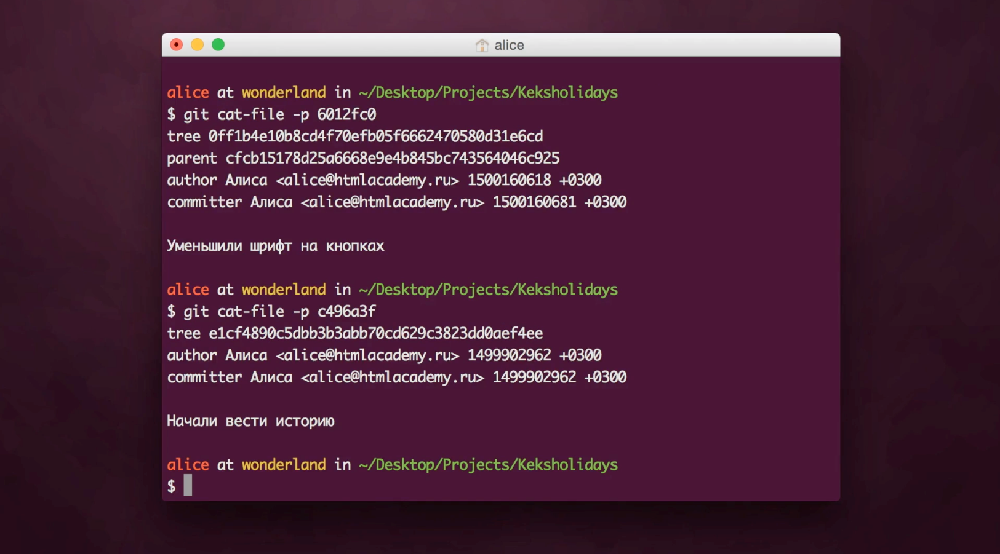 alice
alice at wonderland in ~/Desktop/Projects/Keksholidays
$ git cat-file -p 6012fc0
tree 0ff1b4e10b8cd4f70efb05f6662470580d31e6cd
parent cfcb15178d25a6668e9e4b845bc743564046c925
author Алиса <alice@htmlacademy.ru> 1500160618 +0300
committer Алиса <alice@htmlacademy.ru> 1500160681 +0300
Уменьшили шрифт на кнопках
alice at wonderland in ~/Desktop/Projects/Keksholidays
$ git cat-file -p c496a3f
tree e1cf4890c5dbb3b3abb70cd629c3823dd0aef4ee
author Алиса <alice@htmlacademy.ru> 1499902962 +0300
committer Алиса <alice@htmlacademy.ru> 1499902962 +0300
Начали вести историю
alice at wonderland in ~/Desktop/Projects/Keksholidays
$